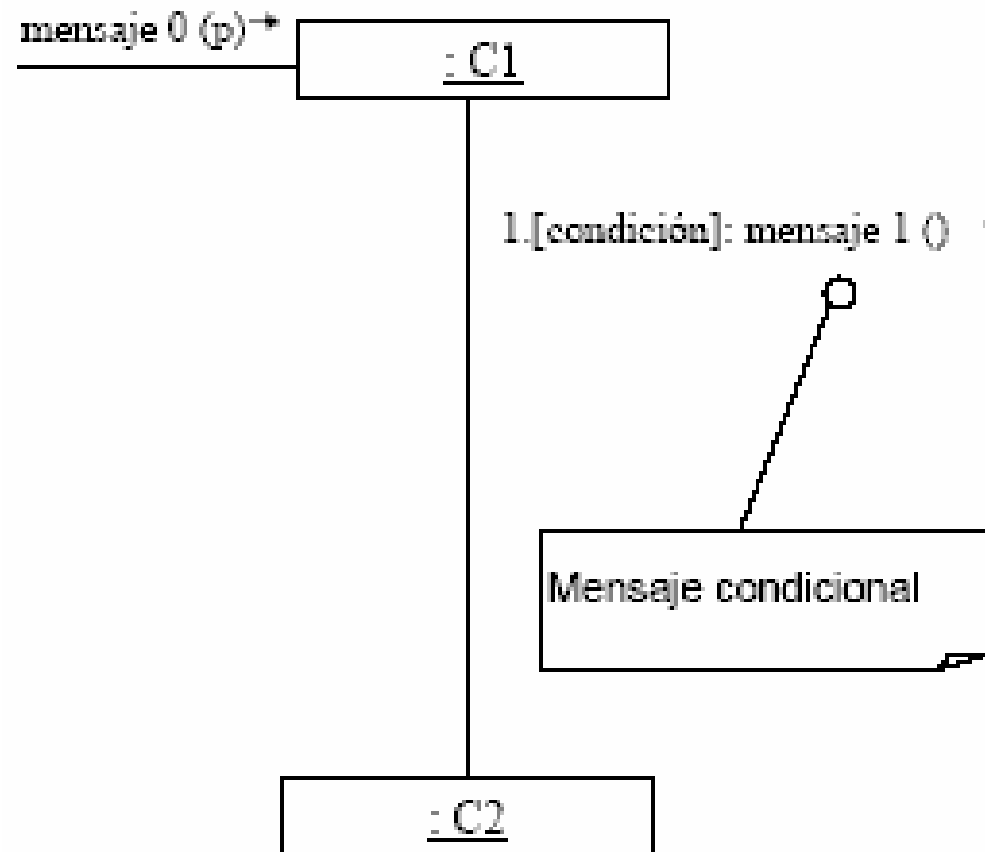 mensaje 0 (p)→
: C1
1.[condición]: mensaje 1 ()
Mensaje condicional
: C2